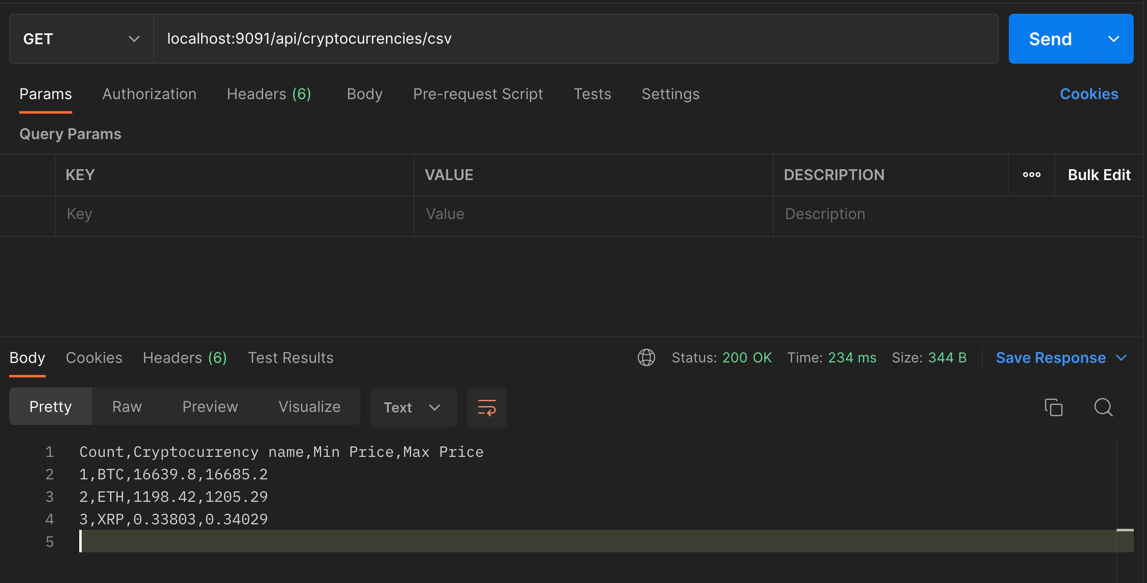 GET localhost:9091/api/cryptocurrencies/csv Send
Params Authorization Headers (6) Body Pre-request Script Tests Settings Cookies
Query Params
KEY VALUE DESCRIPTION Bulk Edit
Key Value Description
Body Cookies Headers (6) Test Results Status: 200 OK Time: 234 ms Size: 344 B Save Response
Pretty Raw Preview Visualize Text
1 Count,Cryptocurrency name,Min Price,Max Price
2 1,BTC,16639.8,16685.2
3 2,ETH,1198.42,1205.29
4 3,XRP,0.33803,0.34029
5